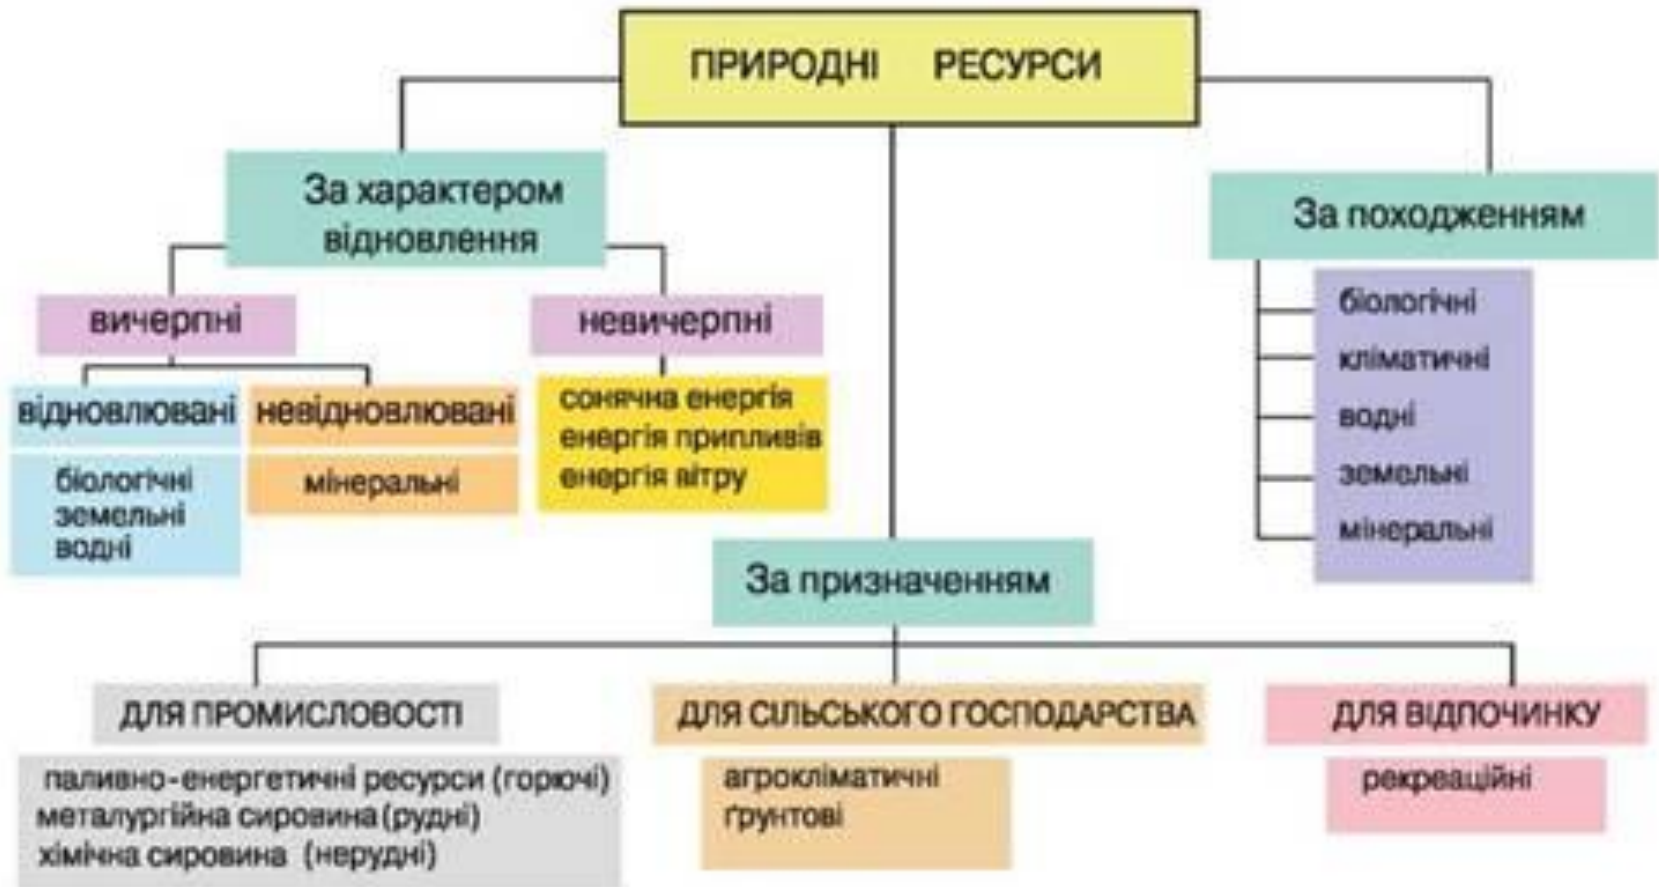 ПРИРОДНІ РЕСУРСИ
За характером
відновлення
За походженням
вичерпні
невичерпні
відновлювані
невідновлювані
біологічні
земельні
водні
мінеральні
сонячна енергія
енергія припливів
енергія вітру
біологічні
кліматичні
водні
земельні
мінеральні
За призначенням
ДЛЯ ПРОМИСЛОВОСТІ
паливно-енергетичні ресурси (горючі)
металургійна сировина (рудні)
хімічна сировина (нерудні)
ДЛЯ СІЛЬСЬКОГО ГОСПОДАРСТВА
агрокліматичні
ґрунтові
ДЛЯ ВІДПОЧИНКУ
рекреаційні